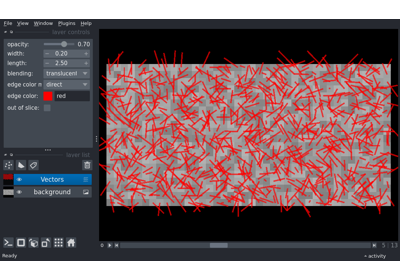 File View Window Plugins Help
layer controls
opacity: 0.70
width: 0.20
length: 2.50
blending: translucent
edge color m direct
edge color: red
out of slice:
layer list
Vectors
background
0
5 13
Ready
activity